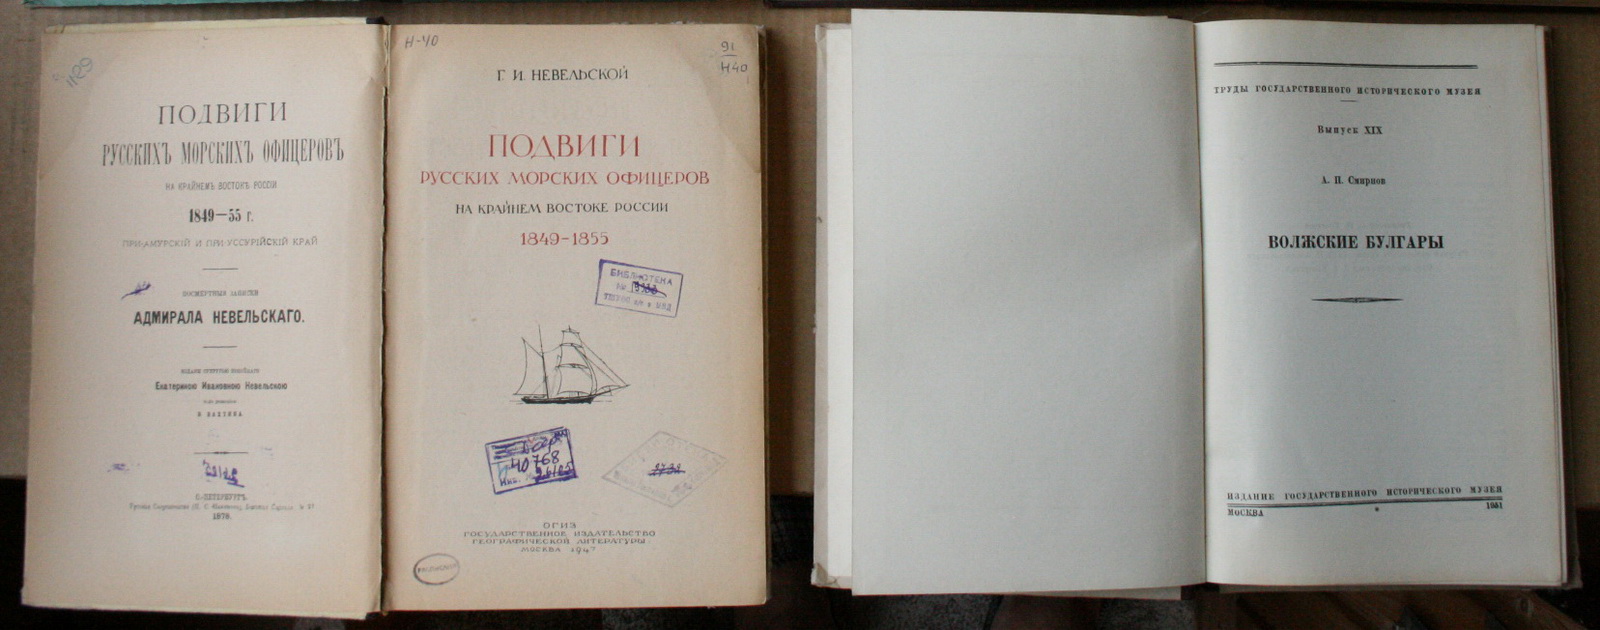 1129
ПОДВИГИ
РУССКИХЪ МОРСКИХЪ ОФИЦЕРОВЪ
НА КРАЙНЕМЪ ВОСТОКѢ РОССІИ
1849—55 г.
ПРИ-АМУРСКІЙ И ПРИ-УССУРІЙСКІЙ КРАЙ
ПОСМЕРТНЫЯ ЗАПИСКИ
АДМИРАЛА НЕВЕЛЬСКАГО.
Екатериною Ивановною Невельскою
В ВАХТИНА
С.-ПЕТЕРБУРГЪ.
1878.
Н-40
91
Н40
Г. И. НЕВЕЛЬСКОЙ
ПОДВИГИ
РУССКИХ МОРСКИХ ОФИЦЕРОВ
НА КРАЙНЕМ ВОСТОКЕ РОССИИ
1849-1855
БИБЛИОТЕКА
№
40768
Инв.
ОГИЗ
ГОСУДАРСТВЕННОЕ ИЗДАТЕЛЬСТВО
ГЕОГРАФИЧЕСКОЙ ЛИТЕРАТУРЫ
МОСКВА 1947
ТРУДЫ ГОСУДАРСТВЕННОГО ИСТОРИЧЕСКОГО МУЗЕЯ
Выпуск XIX
А. П. Смирнов
ВОЛЖСКИЕ БУЛГАРЫ
ИЗДАНИЕ ГОСУДАРСТВЕННОГО ИСТОРИЧЕСКОГО МУЗЕЯ
МОСКВА * 1951